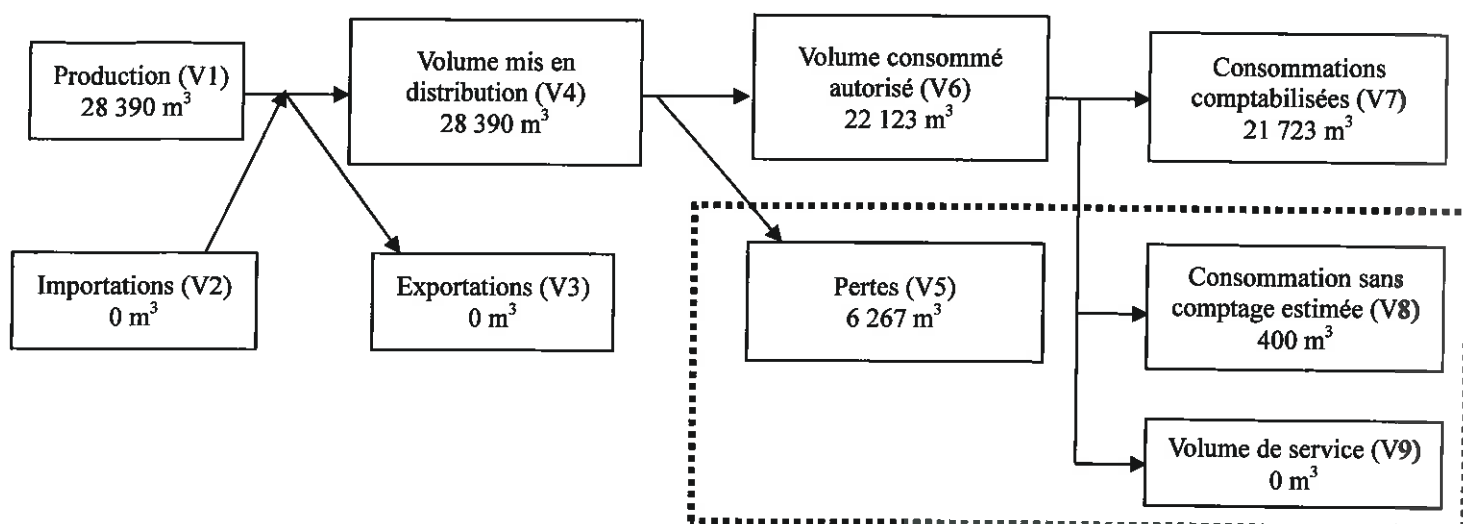 Production (V1)
28 390 m³
Volume mis en
distribution (V4)
28 390 m³
Volume consommé
autorisé (V6)
22 123 m³
Consommations
comptabilisées (V7)
21 723 m³
Importations (V2)
0 m³
Exportations (V3)
0 m³
Pertes (V5)
6 267 m³
Consommation sans
comptage estimée (V8)
400 m³
Volume de service (V9)
0 m³